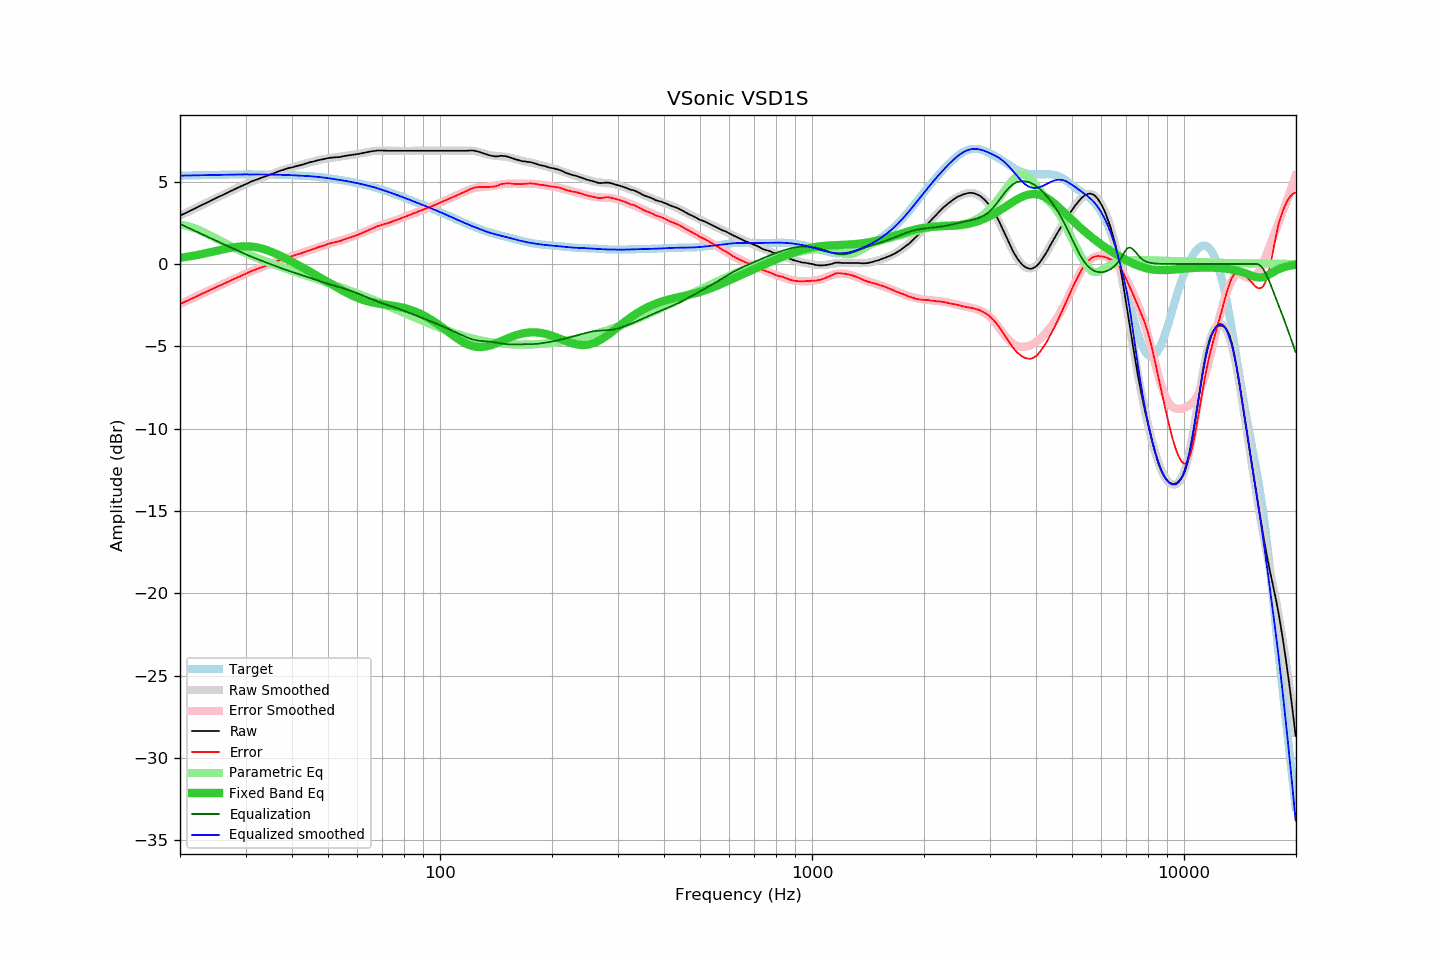 VSonic VSD1S
5
0
−5
−10
−15
−20
−25
−30
−35
Amplitude (dBr)
Target
Raw Smoothed
Error Smoothed
Raw
Error
Parametric Eq
Fixed Band Eq
Equalization
Equalized smoothed
100
1000
10000
Frequency (Hz)